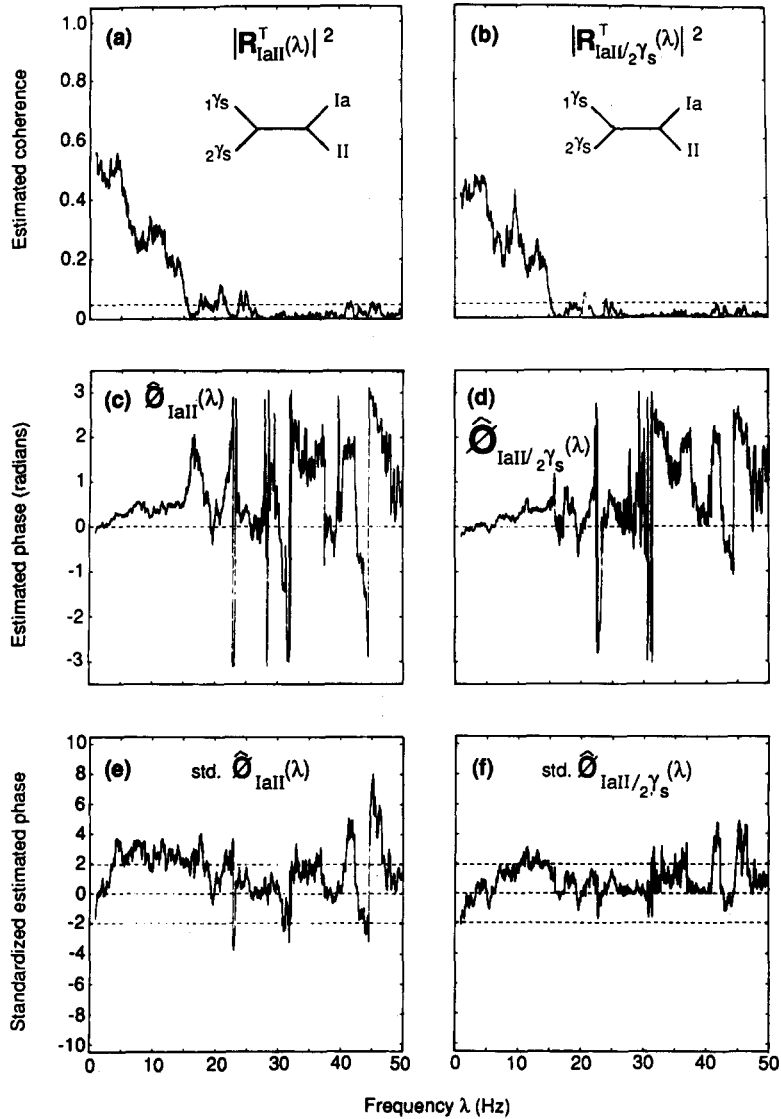 Estimated coherence
1.0
0.8
0.6
0.4
0.2
0
(a)
|R^T_IaII(λ)|²
₁γₛ
Ia
₂γₛ
II
(b)
|R^T_IaII/₂γₛ(λ)|²
₁γₛ
Ia
₂γₛ
II
Estimated phase (radians)
3
2
1
0
-1
-2
-3
(c) Ø̂_IaII(λ)
(d)
Ø̂_IaII/₂γₛ(λ)
Standardized estimated phase
10
8
6
4
2
0
-2
-4
-6
-8
-10
(e)
std. Ø̂_IaII(λ)
(f)
std. Ø̂_IaII/₂γₛ(λ)
0 10 20 30 40 50
0 10 20 30 40 50
Frequency λ (Hz)